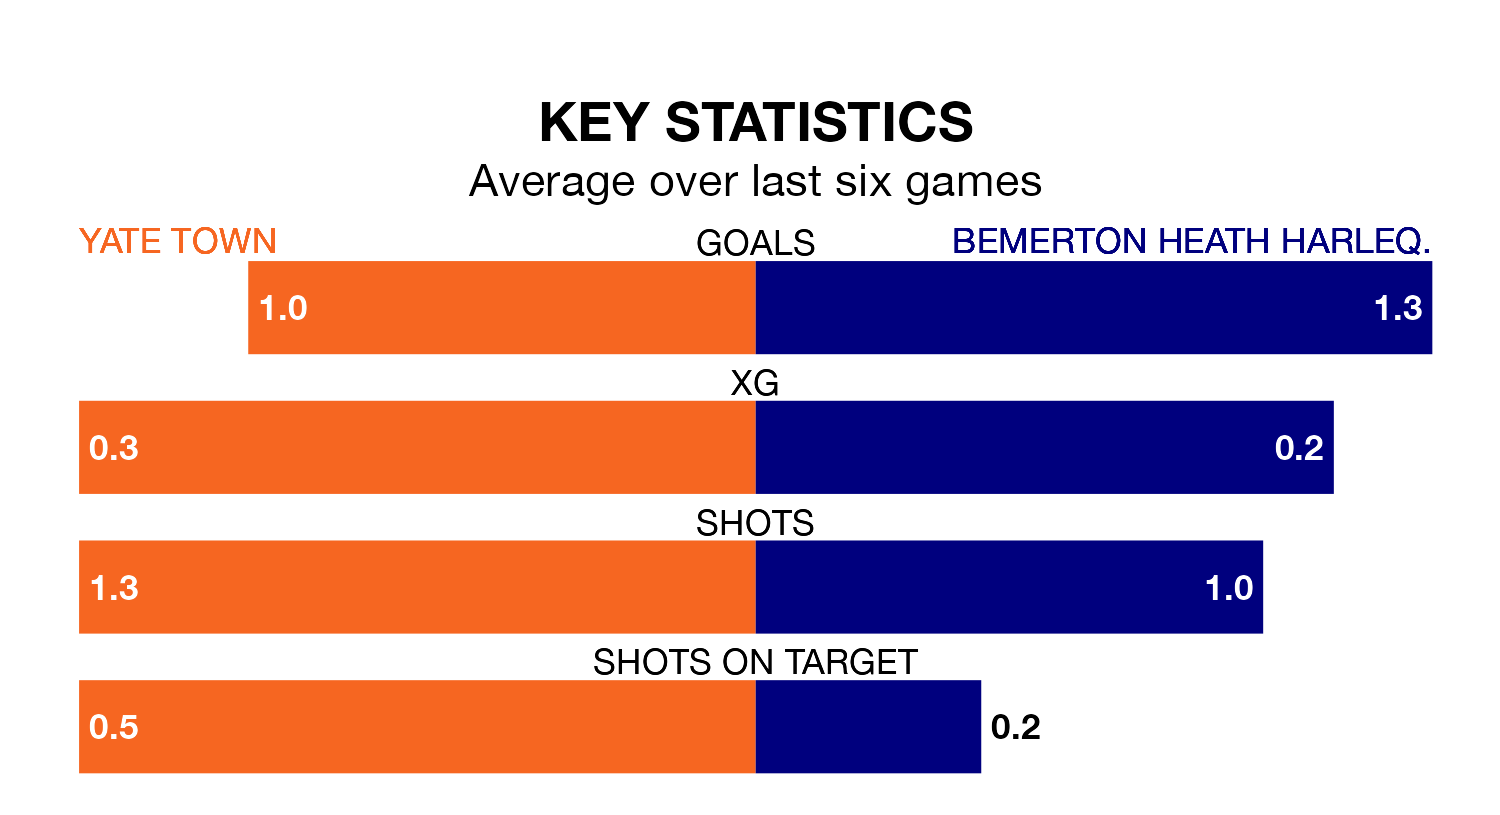 KEY STATISTICS
Average over last six games
YATE TOWN GOALS BEMERTON HEATH HARLEQ.
1.0 1.3
XG
0.3 0.2
SHOTS
1.3 1.0
SHOTS ON TARGET
0.5 0.2